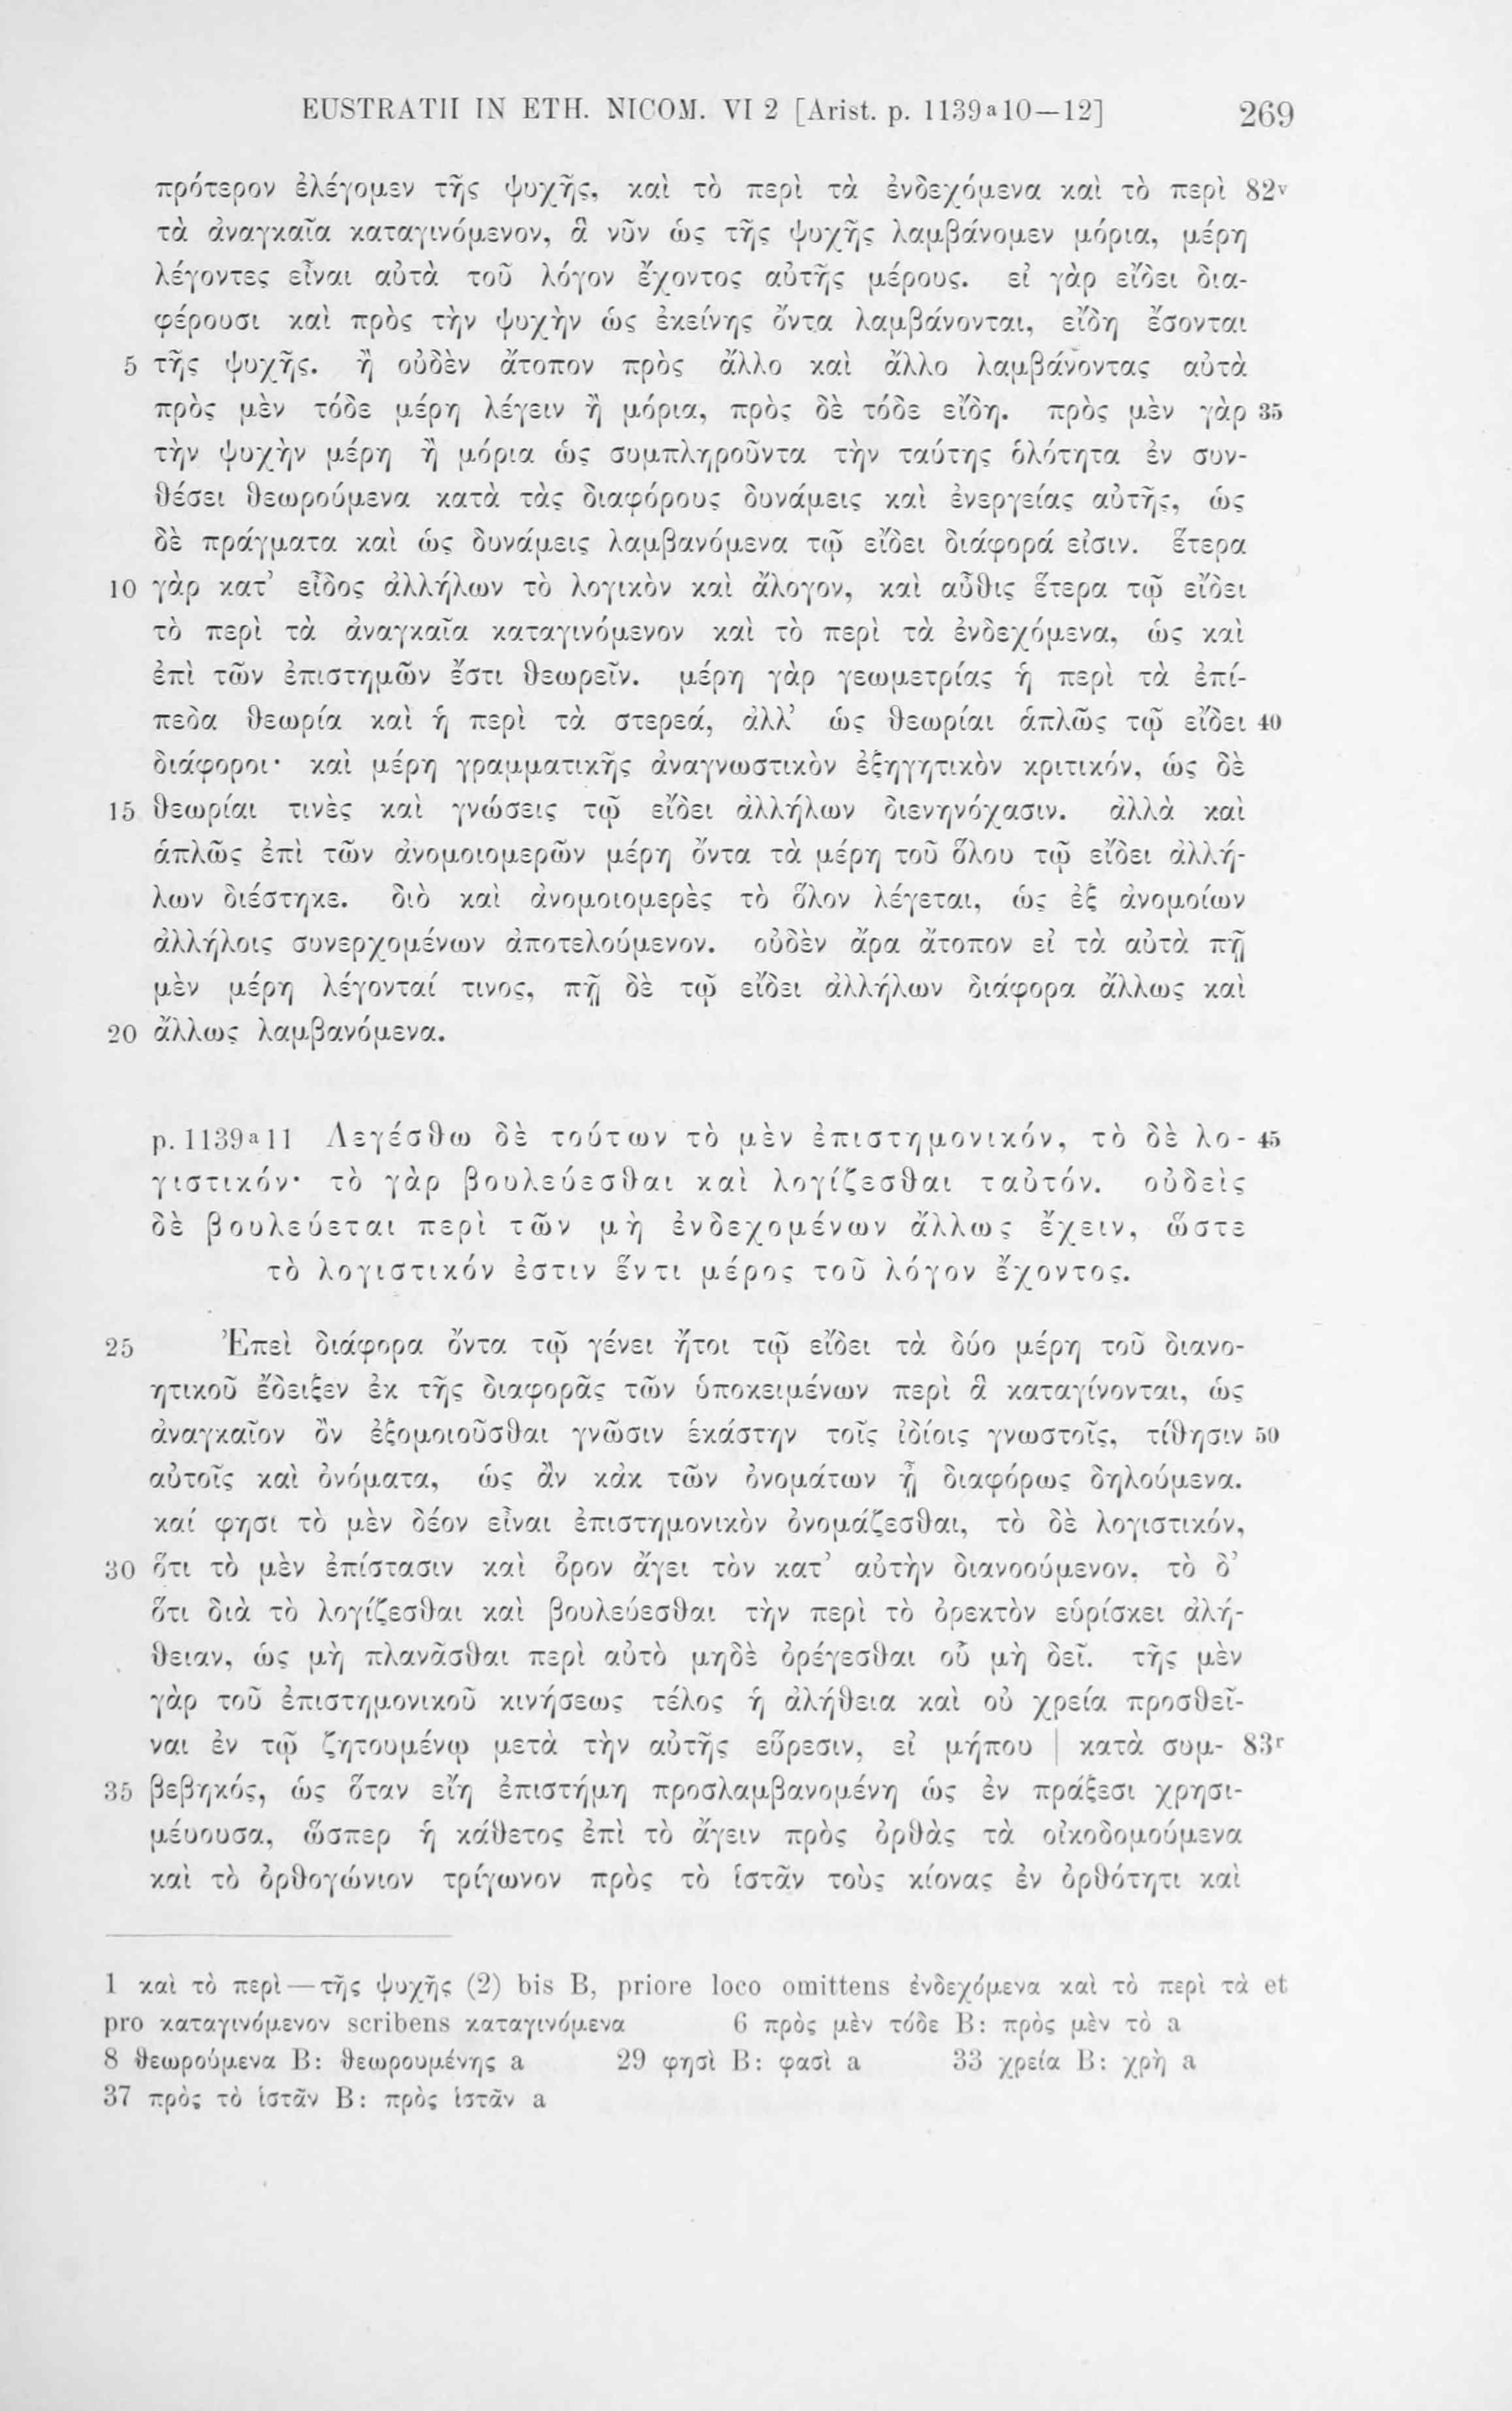 EUSTRATII IN ETH. NICOM. VI 2 [Arist. p. 1139a10—12] 269
πρότερον ἐλέγομεν τῆς ψυχῆς, καὶ τὸ περὶ τὰ ἐνδεχόμενα καὶ τὸ περὶ 82v
τὰ ἀναγκαῖα καταγινόμενον, ἃ νῦν ὡς τῆς ψυχῆς λαμβάνομεν μόρια, μέρη
λέγοντες εἶναι αὐτὰ τοῦ λόγον ἔχοντος αὐτῆς μέρους. εἰ γὰρ εἴδει δια-
φέρουσι καὶ πρὸς τὴν ψυχὴν ὡς ἐκείνης ὄντα λαμβάνονται, εἴδη ἔσονται
5 τῆς ψυχῆς. ἢ οὐδὲν ἄτοπον πρὸς ἄλλο καὶ ἄλλο λαμβάνοντας αὐτὰ
πρὸς μὲν τόδε μέρη λέγειν ἢ μόρια, πρὸς δὲ τόδε εἴδη. πρὸς μὲν γὰρ 35
τὴν ψυχὴν μέρη ἢ μόρια ὡς συμπληροῦντα τὴν ταύτης ὁλότητα ἐν συν-
θέσει θεωρούμενα κατὰ τὰς διαφόρους δυνάμεις καὶ ἐνεργείας αὐτῆς, ὡς
δὲ πράγματα καὶ ὡς δυνάμεις λαμβανόμενα τῷ εἴδει διάφορά εἰσιν. ἕτερα
10 γὰρ κατ’ εἶδος ἀλλήλων τὸ λογικὸν καὶ ἄλογον, καὶ αὖθις ἕτερα τῷ εἴδει
τὸ περὶ τὰ ἀναγκαῖα καταγινόμενον καὶ τὸ περὶ τὰ ἐνδεχόμενα, ὡς καὶ
ἐπὶ τῶν ἐπιστημῶν ἔστι θεωρεῖν. μέρη γὰρ γεωμετρίας ἡ περὶ τὰ ἐπί-
πεδα θεωρία καὶ ἡ περὶ τὰ στερεά, ἀλλ’ ὡς θεωρίαι ἁπλῶς τῷ εἴδει 40
διάφοροι· καὶ μέρη γραμματικῆς ἀναγνωστικὸν ἐξηγητικὸν κριτικόν, ὡς δὲ
15 θεωρίαι τινὲς καὶ γνώσεις τῷ εἴδει ἀλλήλων διενηνόχασιν. ἀλλὰ καὶ
ἁπλῶς ἐπὶ τῶν ἀνομοιομερῶν μέρη ὄντα τὰ μέρη τοῦ ὅλου τῷ εἴδει ἀλλή-
λων διέστηκε. διὸ καὶ ἀνομοιομερὲς τὸ ὅλον λέγεται, ὡς ἐξ ἀνομοίων
ἀλλήλοις συνερχομένων ἀποτελούμενον. οὐδὲν ἄρα ἄτοπον εἰ τὰ αὐτὰ πῇ
μὲν μέρη λέγονταί τινος, πῇ δὲ τῷ εἴδει ἀλλήλων διάφορα ἄλλως καὶ
20 ἄλλως λαμβανόμενα.
p. 1139a11 Λεγέσθω δὲ τούτων τὸ μὲν ἐπιστημονικόν, τὸ δὲ λο- 45
γιστικόν· τὸ γὰρ βουλεύεσθαι καὶ λογίζεσθαι ταὐτόν. οὐδεὶς
δὲ βουλεύεται περὶ τῶν μὴ ἐνδεχομένων ἄλλως ἔχειν, ὥστε
τὸ λογιστικόν ἐστιν ἕν τι μέρος τοῦ λόγον ἔχοντος.
25 Ἐπεὶ διάφορα ὄντα τῷ γένει ἤτοι τῷ εἴδει τὰ δύο μέρη τοῦ διανο-
ητικοῦ ἔδειξεν ἐκ τῆς διαφορᾶς τῶν ὑποκειμένων περὶ ἃ καταγίνονται, ὡς
ἀναγκαῖον ὂν ἐξομοιοῦσθαι γνῶσιν ἑκάστην τοῖς ἰδίοις γνωστοῖς, τίθησιν 50
αὐτοῖς καὶ ὀνόματα, ὡς ἂν κἀκ τῶν ὀνομάτων ᾖ διαφόρως δηλούμενα.
καί φησι τὸ μὲν δέον εἶναι ἐπιστημονικὸν ὀνομάζεσθαι, τὸ δὲ λογιστικόν,
30 ὅτι τὸ μὲν ἐπίστασιν καὶ ὅρον ἄγει τὸν κατ’ αὐτὴν διανοούμενον, τὸ δ’
ὅτι διὰ τὸ λογίζεσθαι καὶ βουλεύεσθαι τὴν περὶ τὸ ὀρεκτὸν εὑρίσκει ἀλή-
θειαν, ὡς μὴ πλανᾶσθαι περὶ αὐτὸ μηδὲ ὀρέγεσθαι οὗ μὴ δεῖ. τῆς μὲν
γὰρ τοῦ ἐπιστημονικοῦ κινήσεως τέλος ἡ ἀλήθεια καὶ οὐ χρεία προσθεῖ-
ναι ἐν τῷ ζητουμένῳ μετὰ τὴν αὐτῆς εὕρεσιν, εἰ μήπου | κατὰ συμ- 83r
35 βεβηκός, ὡς ὅταν εἴη ἐπιστήμη προσλαμβανομένη ὡς ἐν πράξεσι χρησι-
μέυουσα, ὥσπερ ἡ κάθετος ἐπὶ τὸ ἄγειν πρὸς ὀρθὰς τὰ οἰκοδομούμενα
καὶ τὸ ὀρθογώνιον τρίγωνον πρὸς τὸ ἱστᾶν τοὺς κίονας ἐν ὀρθότητι καὶ
1 καὶ τὸ περὶ — τῆς ψυχῆς (2) bis B, priore loco omittens ἐνδεχόμενα καὶ τὸ περὶ τὰ et
pro καταγινόμενον scribens καταγινόμενα 6 πρὸς μὲν τόδε B: πρὸς μὲν τὸ a
8 θεωρούμενα B: θεωρουμένης a 29 φησὶ B: φασὶ a 33 χρεία B: χρὴ a
37 πρὸς τὸ ἱστᾶν B: πρὸς ἱστᾶν a